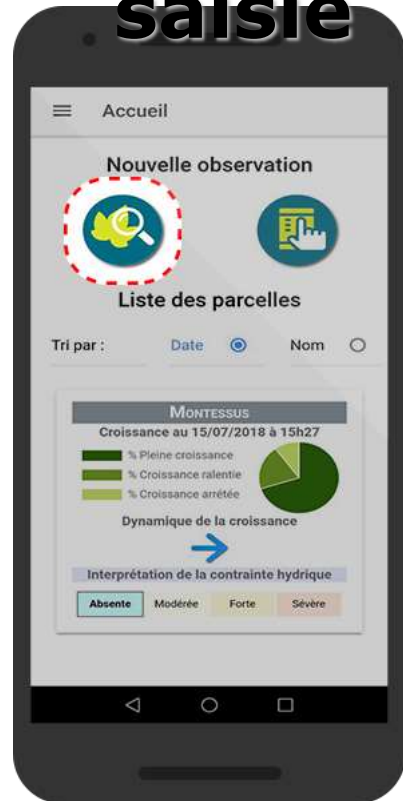 saisie
Accueil
Nouvelle observation
Liste des parcelles
Tri par : Date Nom
MONTESSUS
Croissance au 15/07/2018 à 15h27
% Pleine croissance
% Croissance ralentie
% Croissance arrétée
Dynamique de la croissance
Interprétation de la contrainte hydrique
Absente Modérée Forte Sévère